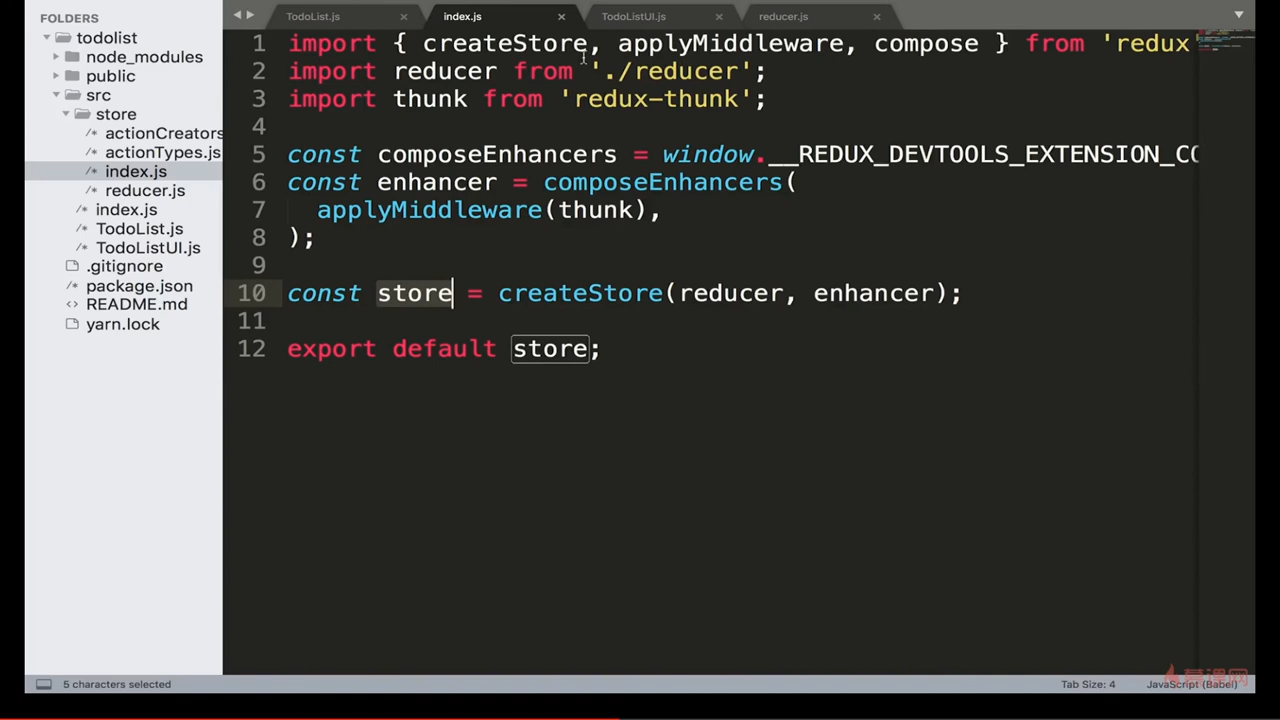 FOLDERS
todolist
node_modules
public
src
store
/* actionCreators
/* actionTypes.js
/* index.js
/* reducer.js
/* index.js
/* TodoList.js
/* TodoListUI.js
.gitignore
package.json
<> README.md
yarn.lock
TodoList.js × index.js × TodoListUI.js × reducer.js ×
1 import { createStore, applyMiddleware, compose } from 'redux'
2 import reducer from './reducer';
3 import thunk from 'redux-thunk';
4
5 const composeEnhancers = window.__REDUX_DEVTOOLS_EXTENSION_CO
6 const enhancer = composeEnhancers(
7 applyMiddleware(thunk),
8 );
9
10 const store = createStore(reducer, enhancer);
11
12 export default store;
5 characters selected
Tab Size: 4
JavaScript (Babel)
慕课网